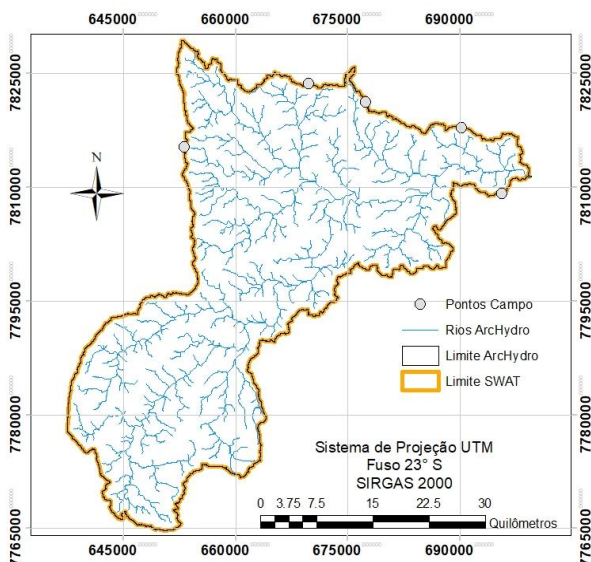 645000 660000 675000 690000
7825000 7825000
N
7810000 7810000
7795000 7795000
Pontos Campo
Rios ArcHydro
Limite ArcHydro
Limite SWAT
7780000 7780000
Sistema de Projeção UTM
Fuso 23° S
SIRGAS 2000
0 3.75 7.5 15 22.5 30
Quilômetros
7765000 7765000
645000 660000 675000 690000